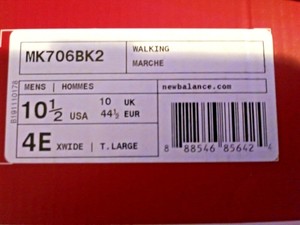 MK706BK2
WALKING
MARCHE
MENS | HOMMES
newbalance.com
10½ USA
10 UK
44½ EUR
4E XWIDE | T.LARGE
8 88546 85642